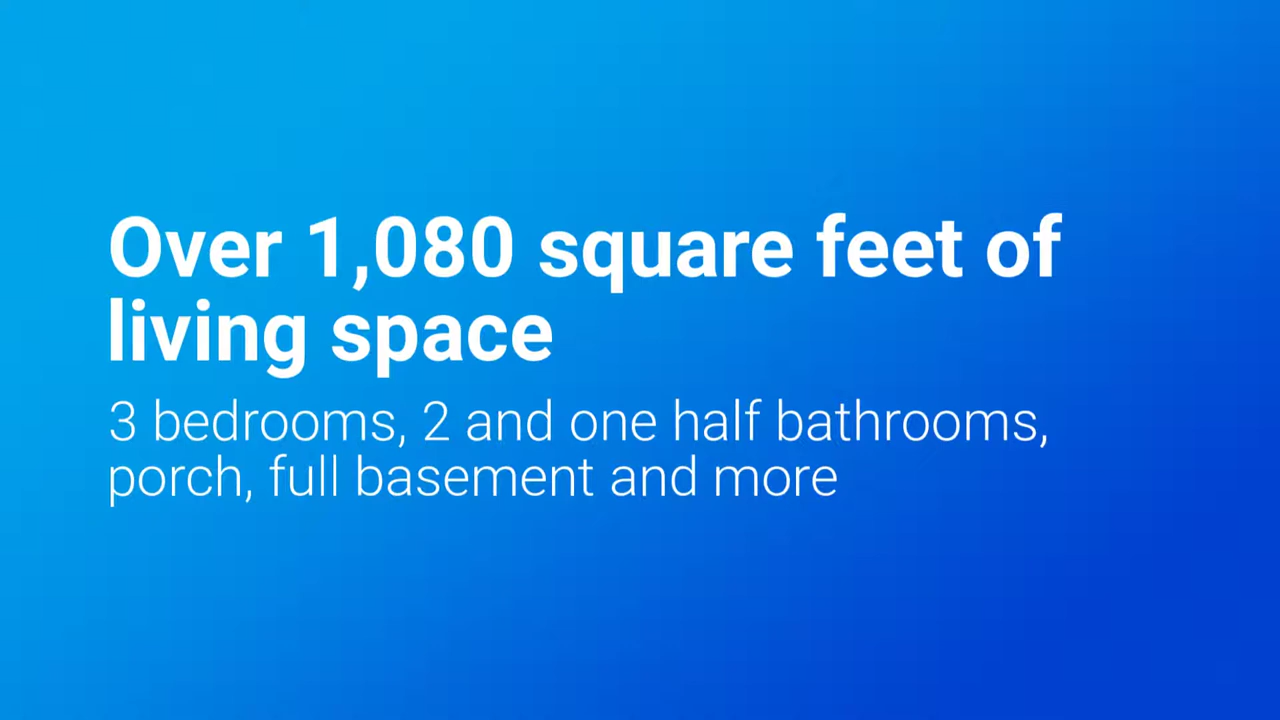 Over 1,080 square feet of
living space
3 bedrooms, 2 and one half bathrooms,
porch, full basement and more